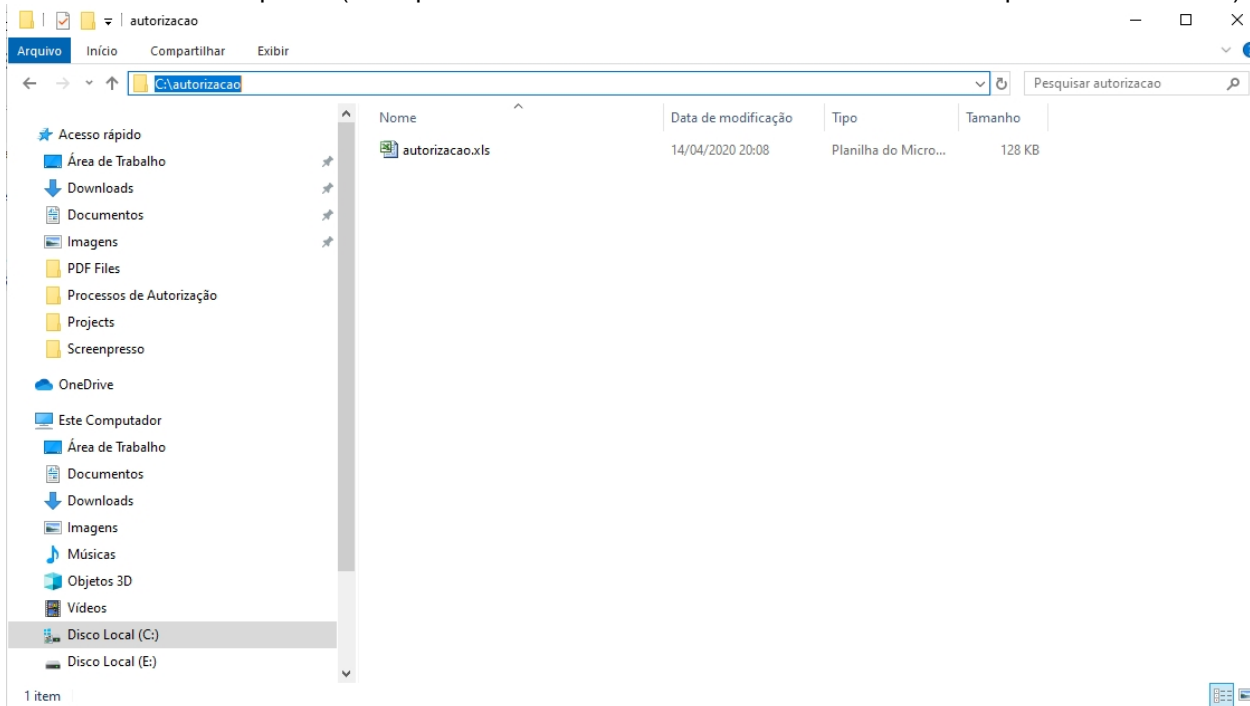 autorizacao
Arquivo Início Compartilhar Exibir
C:\autorizacao Pesquisar autorizacao
Nome Data de modificação Tipo Tamanho
autorizacao.xls 14/04/2020 20:08 Planilha do Micro... 128 KB
Acesso rápido
Área de Trabalho
Downloads
Documentos
Imagens
PDF Files
Processos de Autorização
Projects
Screenpresso
OneDrive
Este Computador
Área de Trabalho
Documentos
Downloads
Imagens
Músicas
Objetos 3D
Vídeos
Disco Local (C:)
Disco Local (E:)
1 item